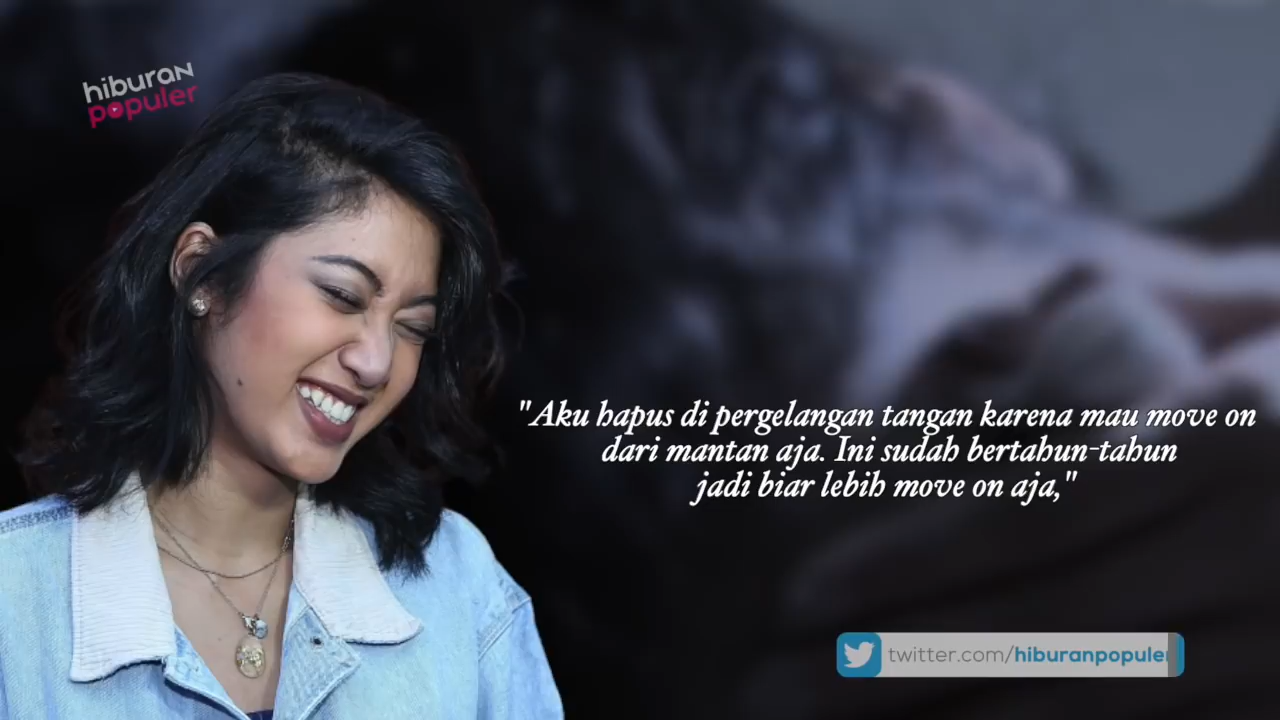 hiburan
populer
"Aku hapus di pergelangan tangan karena mau move on
dari mantan aja. Ini sudah bertahun-tahun
jadi biar lebih move on aja,"
twitter.com/hiburanpopuler